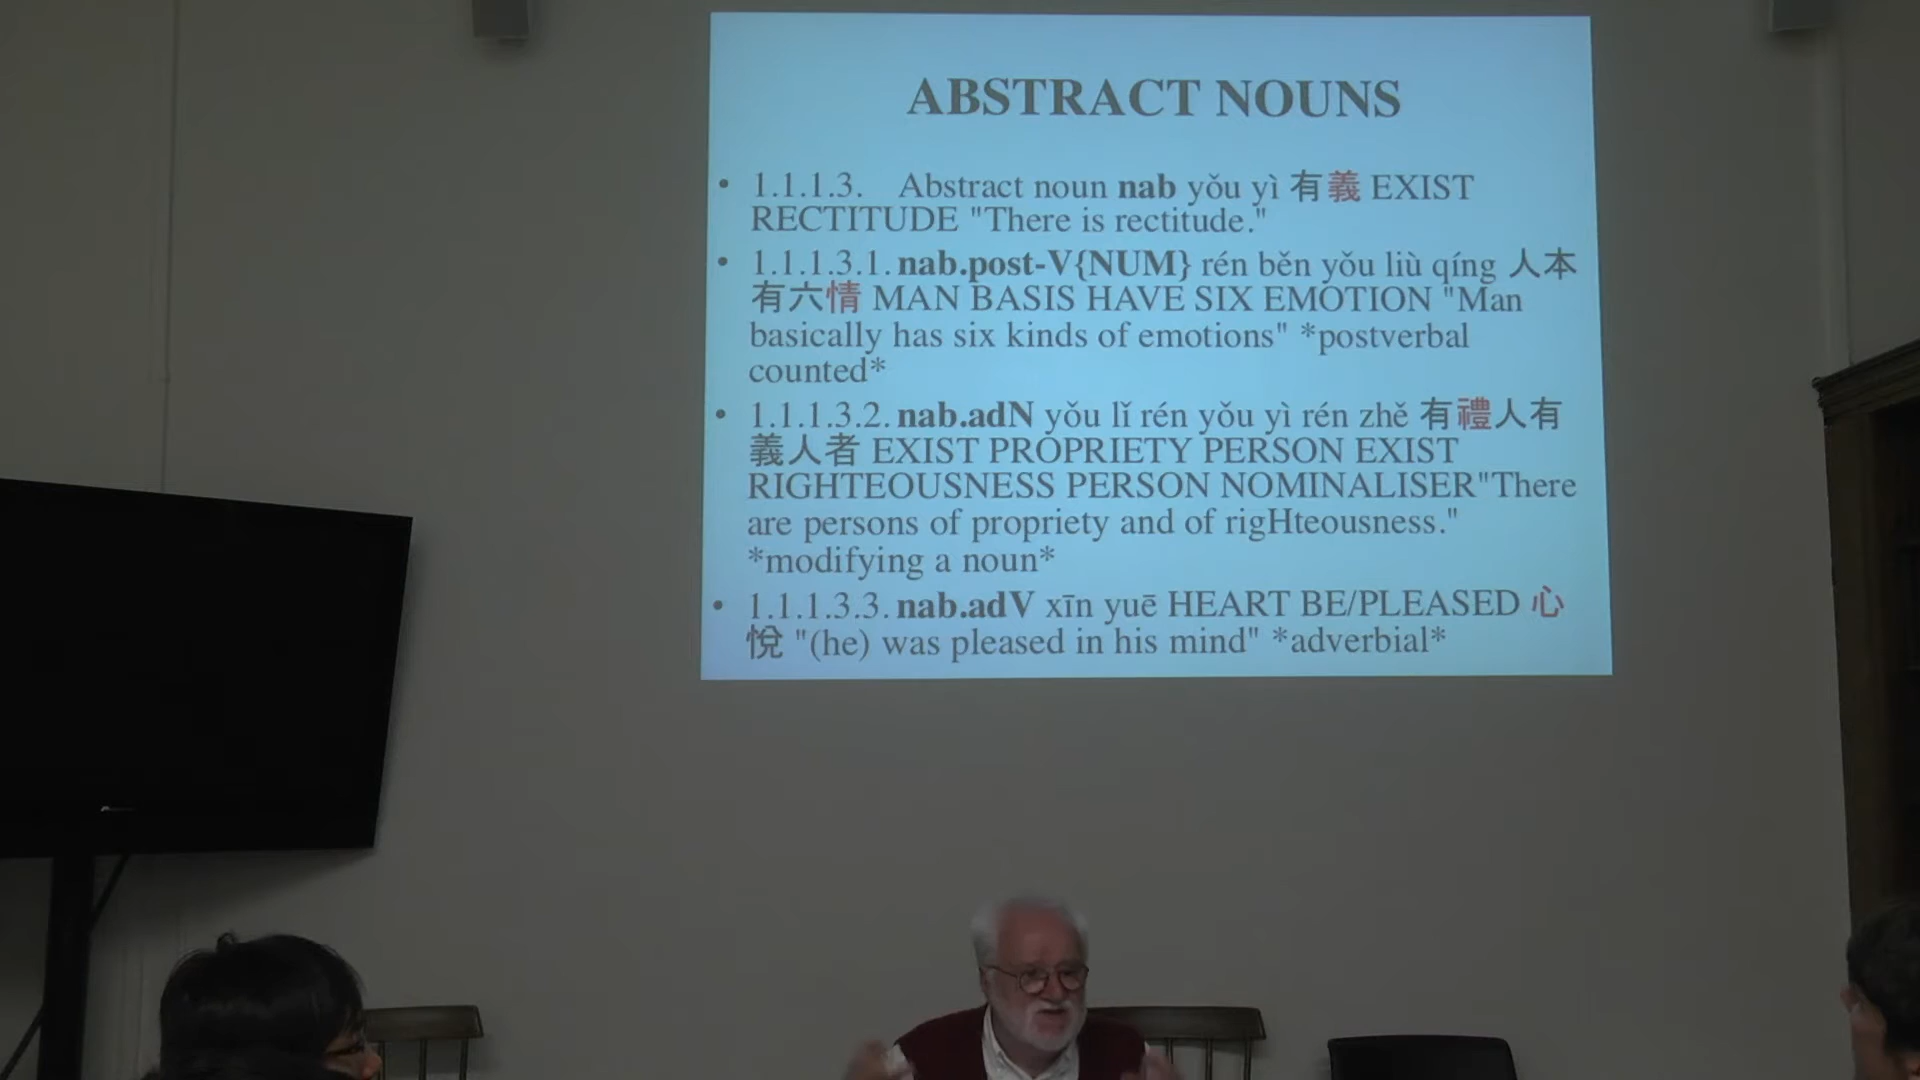 ABSTRACT NOUNS
• 1.1.1.3. Abstract noun nab yǒu yì 有義 EXIST
RECTITUDE "There is rectitude."
• 1.1.1.3.1. nab.post-V{NUM} rén běn yǒu liù qíng 人本
有六情 MAN BASIS HAVE SIX EMOTION "Man
basically has six kinds of emotions" *postverbal
counted*
• 1.1.1.3.2. nab.adN yǒu lǐ rén yǒu yì rén zhě 有禮人有
義人者 EXIST PROPRIETY PERSON EXIST
RIGHTEOUSNESS PERSON NOMINALISER"There
are persons of propriety and of rigHteousness."
*modifying a noun*
• 1.1.1.3.3. nab.adV xīn yuē HEART BE/PLEASED 心
悅 "(he) was pleased in his mind" *adverbial*